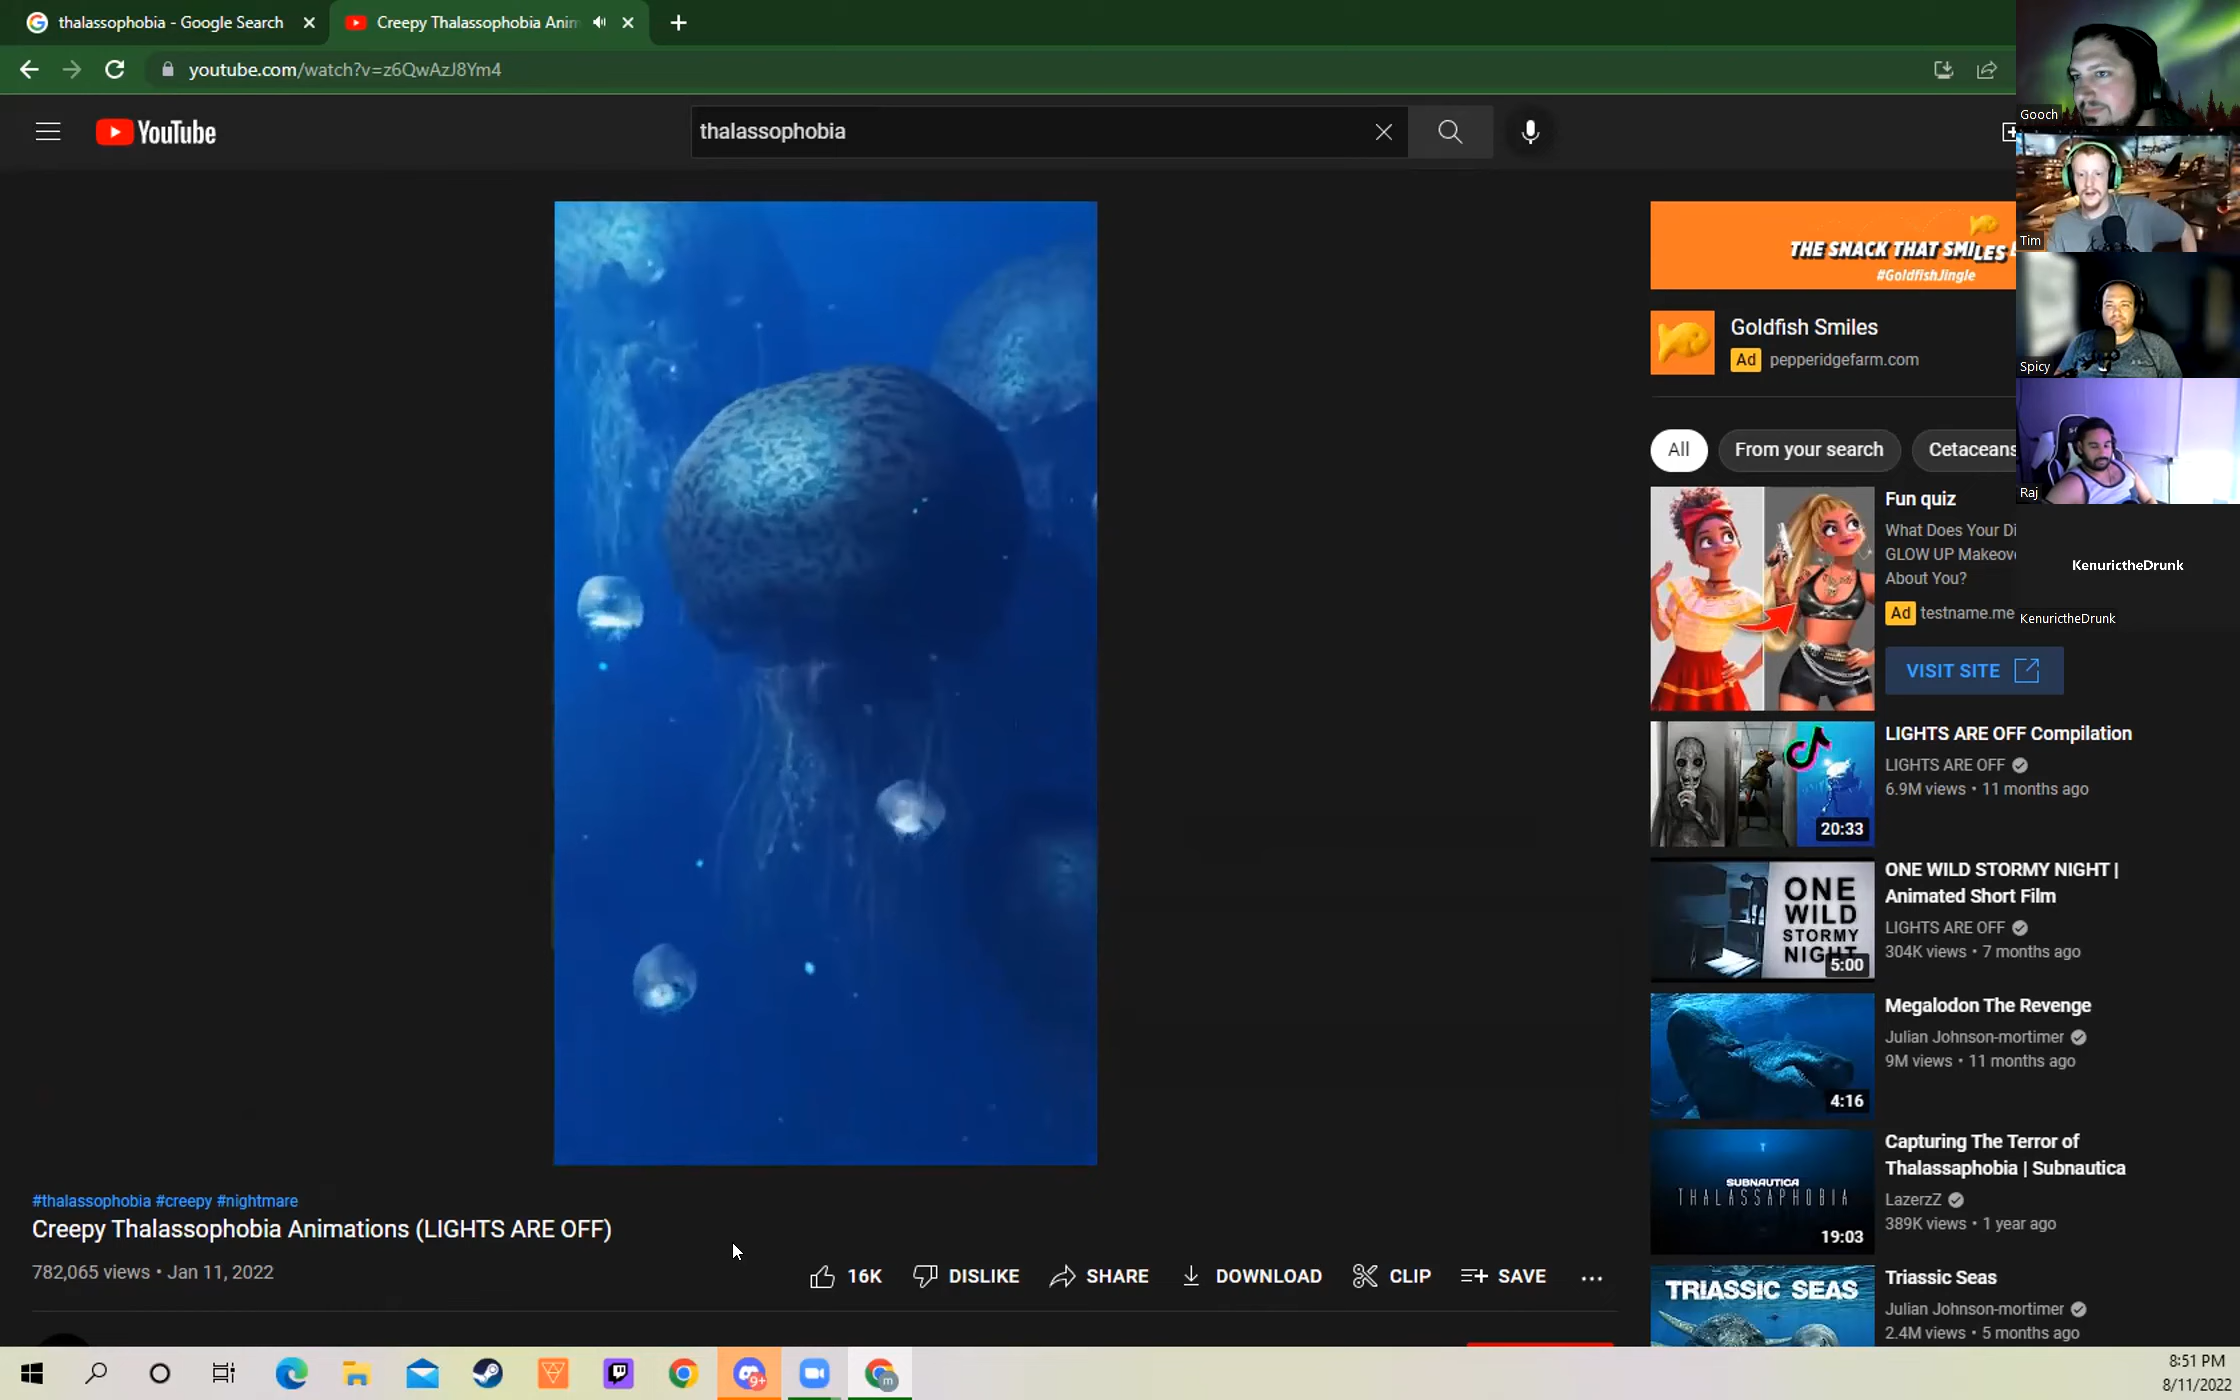 thalassophobia - Google Search
Creepy Thalassophobia Anim
youtube.com/watch?v=z6QwAzJ8Ym4
YouTube
thalassophobia
Gooch
Tim
Spicy
Raj
KenurictheDrunk
KenurictheDrunk
THE SNACK THAT SMILES
#GoldfishJingle
Goldfish Smiles
Ad pepperidgefarm.com
All
From your search
Cetaceans
Fun quiz
What Does Your Di
GLOW UP Makeov
About You?
Ad testname.me
VISIT SITE
LIGHTS ARE OFF Compilation
LIGHTS ARE OFF
6.9M views • 11 months ago
20:33
ONE
WILD
STORMY
NIGHT
5:00
ONE WILD STORMY NIGHT |
Animated Short Film
LIGHTS ARE OFF
304K views • 7 months ago
Megalodon The Revenge
Julian Johnson-mortimer
9M views • 11 months ago
4:16
SUBNAUTICA
THALASSAPHOBIA
19:03
Capturing The Terror of
Thalassaphobia | Subnautica
LazerzZ
389K views • 1 year ago
TRIASSIC SEAS
Triassic Seas
Julian Johnson-mortimer
2.4M views • 5 months ago
#thalassophobia #creepy #nightmare
Creepy Thalassophobia Animations (LIGHTS ARE OFF)
782,065 views • Jan 11, 2022
16K
DISLIKE
SHARE
DOWNLOAD
CLIP
SAVE
9+
m
8:51 PM
8/11/2022